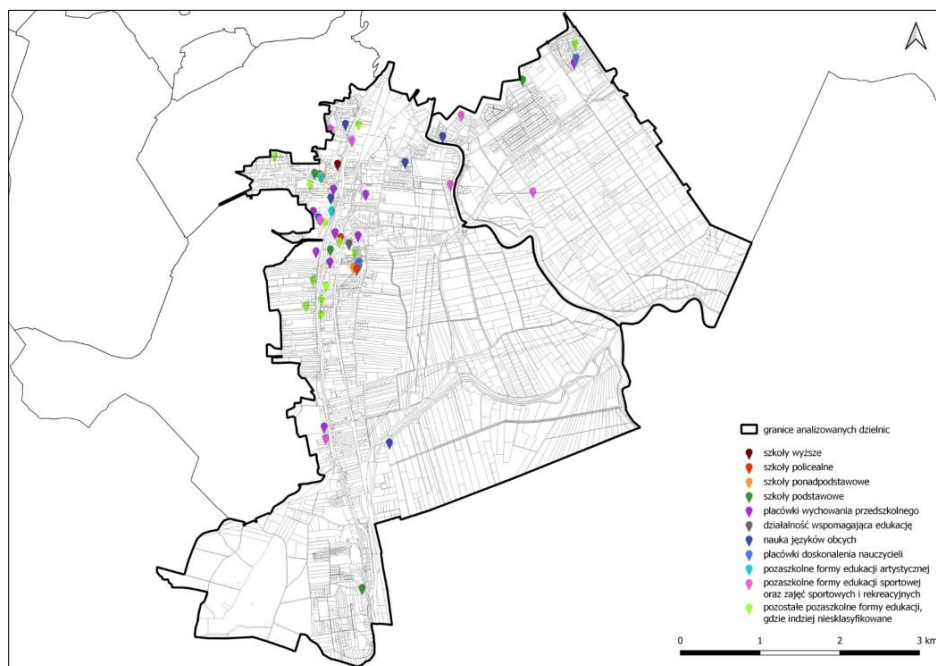 granice analizowanych dzielnic
szkoły wyższe
szkoły policealne
szkoły ponadpodstawowe
szkoły podstawowe
placówki wychowania przedszkolnego
działalność wspomagająca edukację
nauka języków obcych
placówki doskonalenia nauczycieli
pozaszkolne formy edukacji artystycznej
pozaszkolne formy edukacji sportowej
oraz zajęć sportowych i rekreacyjnych
pozostałe pozaszkolne formy edukacji,
gdzie indziej niesklasyfikowane
0 1 2 3 km